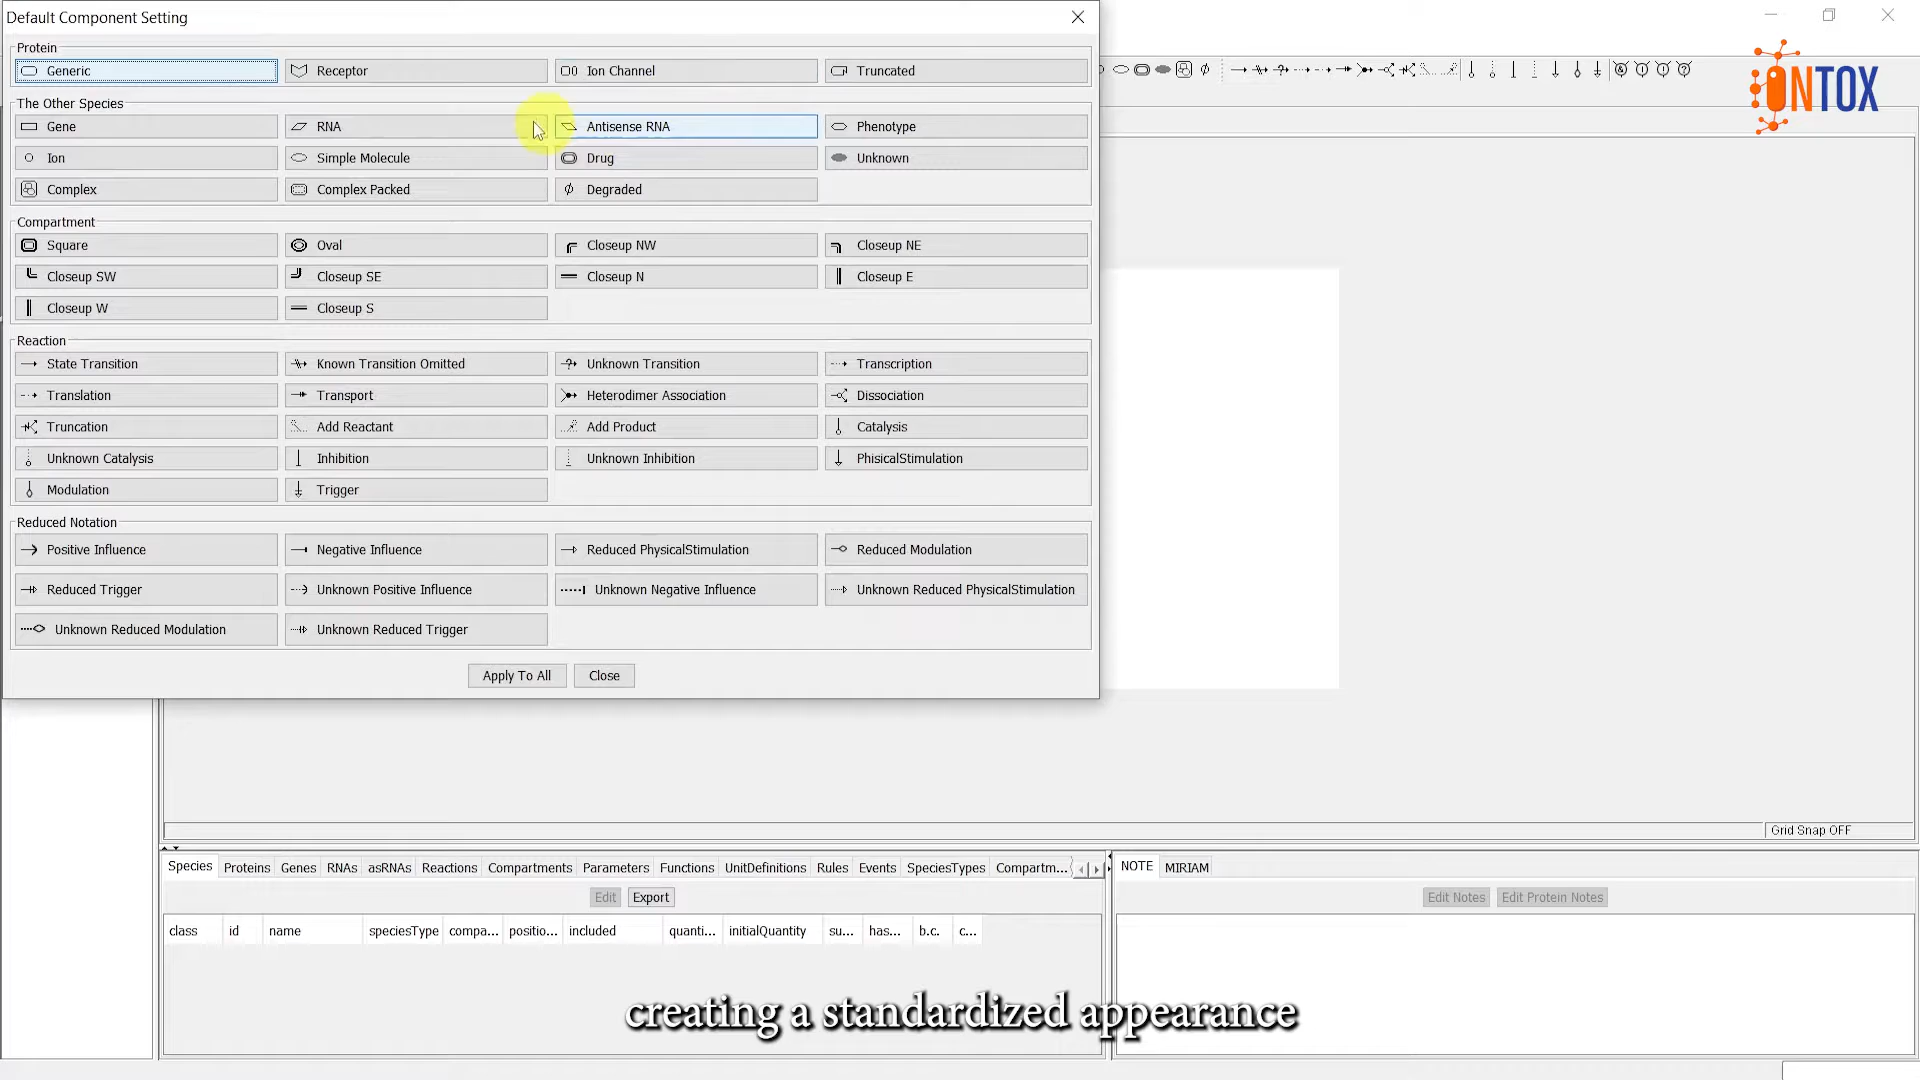 Default Component Setting
Protein
Generic
Receptor
Ion Channel
Truncated
The Other Species
Gene
RNA
Antisense RNA
Phenotype
Ion
Simple Molecule
Drug
Unknown
Complex
Complex Packed
Degraded
Compartment
Square
Oval
Closeup NW
Closeup NE
Closeup SW
Closeup SE
Closeup N
Closeup E
Closeup W
Closeup S
Reaction
State Transition
Known Transition Omitted
Unknown Transition
Transcription
Translation
Transport
Heterodimer Association
Dissociation
Truncation
Add Reactant
Add Product
Catalysis
Unknown Catalysis
Inhibition
Unknown Inhibition
PhisicalStimulation
Modulation
Trigger
Reduced Notation
Positive Influence
Negative Influence
Reduced PhysicalStimulation
Reduced Modulation
Reduced Trigger
Unknown Positive Influence
Unknown Negative Influence
Unknown Reduced PhysicalStimulation
Unknown Reduced Modulation
Unknown Reduced Trigger
Apply To All
Close
ONTOX
Grid Snap OFF
Species Proteins Genes RNAs asRNAs Reactions Compartments Parameters Functions UnitDefinitions Rules Events SpeciesTypes Compartm...
Edit
Export
class id name speciesType compa... positio... included quanti... initialQuantity su... has... b.c. c...
NOTE MIRIAM
Edit Notes
Edit Protein Notes
creating a standardized appearance